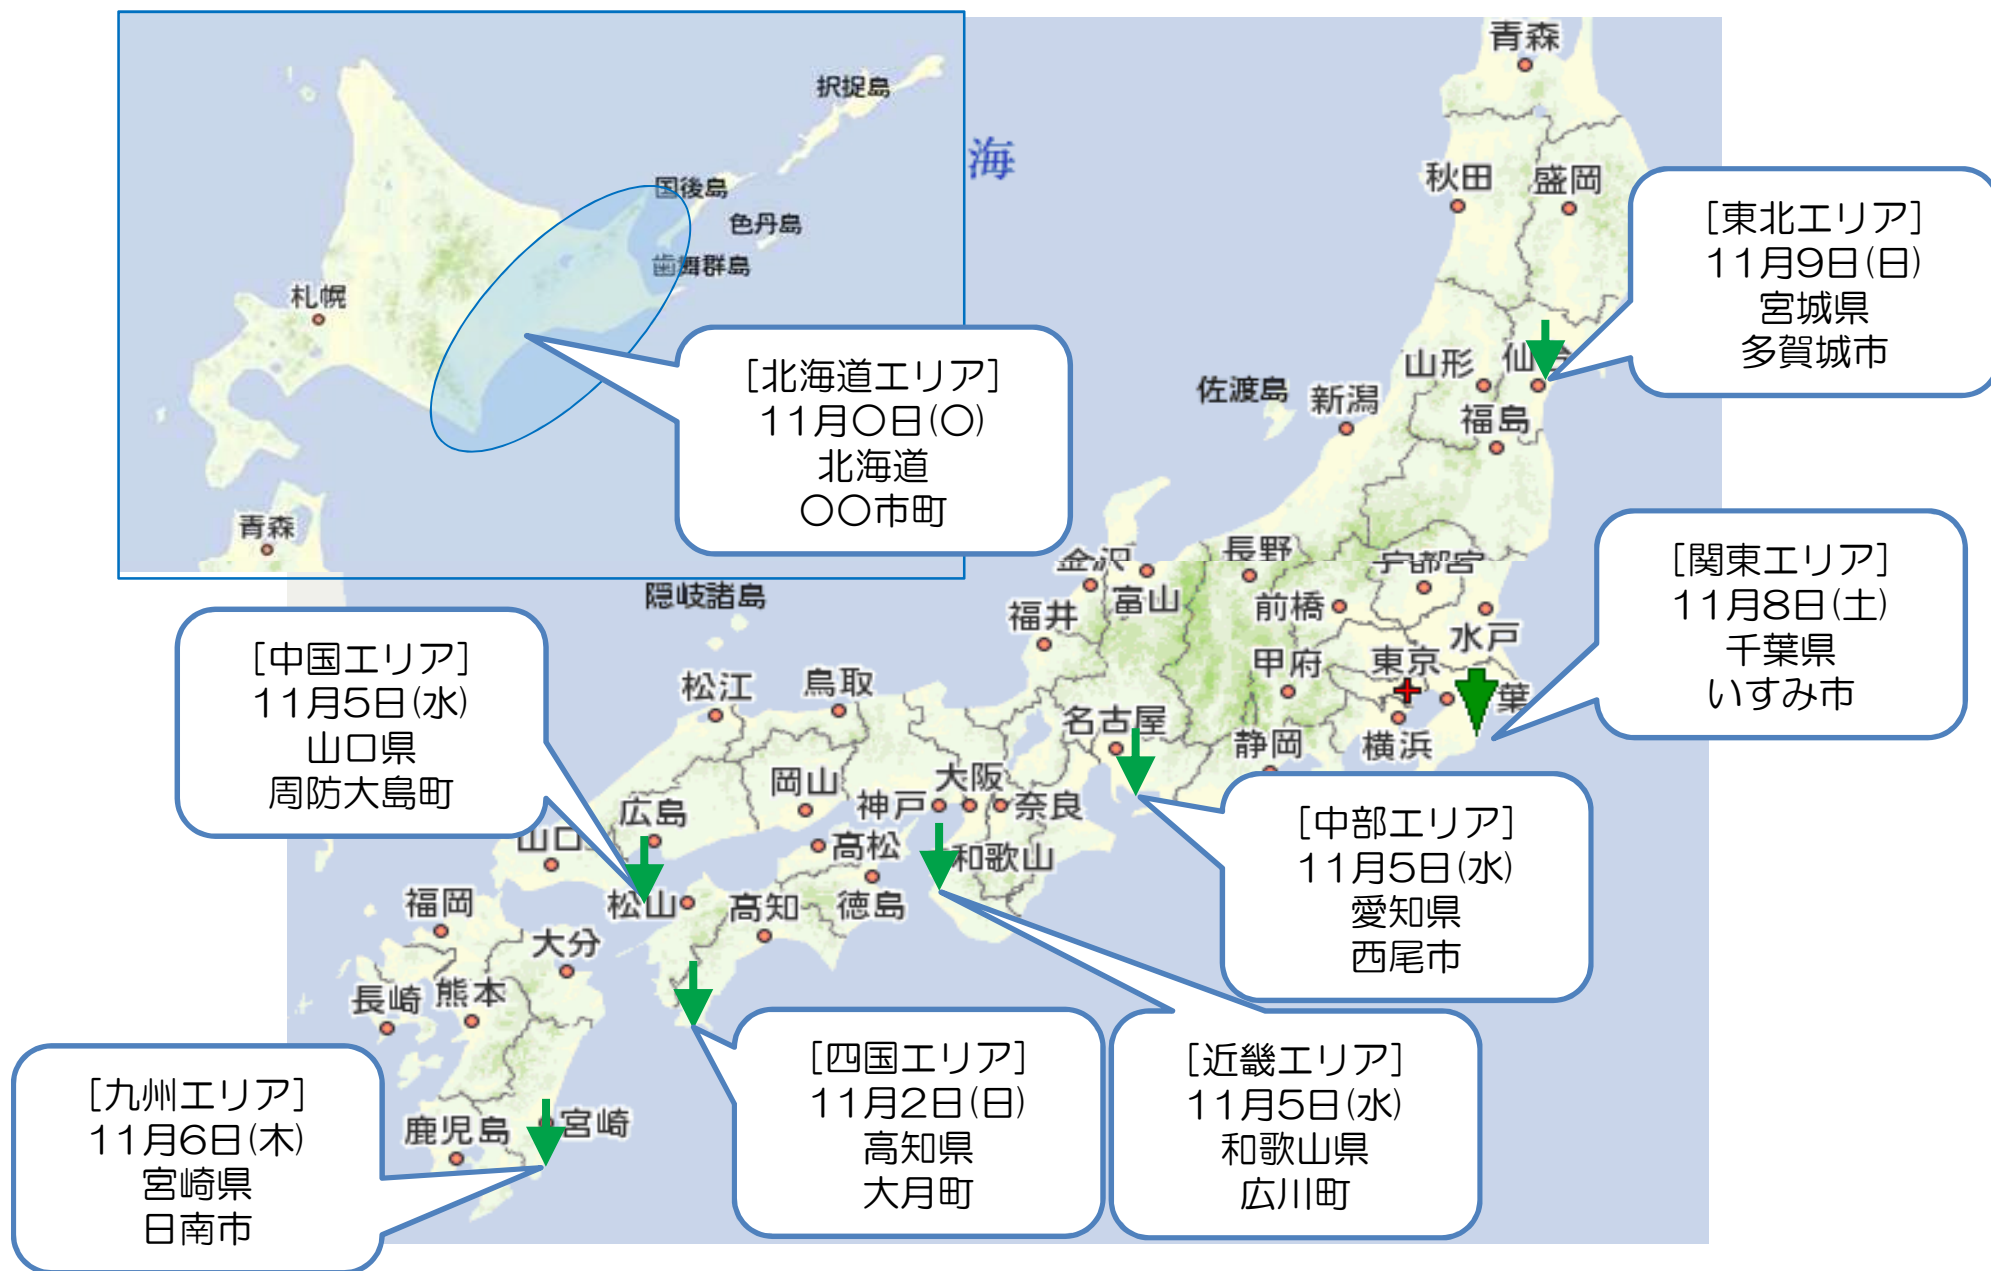 択捉島
国後島
色丹島
歯舞群島
札幌
青森
[北海道エリア]
11月〇日(〇)
北海道
〇〇市町
海
青森
秋田
盛岡
[東北エリア]
11月9日(日)
宮城県
多賀城市
山形
佐渡島
新潟
福島
隠岐諸島
金沢
富山
長野
宇都宮
前橋
水戸
福井
甲府
東京
[関東エリア]
11月8日(土)
千葉県
いすみ市
葉
横浜
静岡
名古屋
[中国エリア]
11月5日(水)
山口県
周防大島町
松江
鳥取
岡山
広島
神戸
大阪
奈良
山口
高松
和歌山
[中部エリア]
11月5日(水)
愛知県
西尾市
松山
高知
徳島
福岡
大分
長崎
熊本
[九州エリア]
11月6日(木)
宮崎県
日南市
鹿児島
宮崎
[四国エリア]
11月2日(日)
高知県
大月町
[近畿エリア]
11月5日(水)
和歌山県
広川町